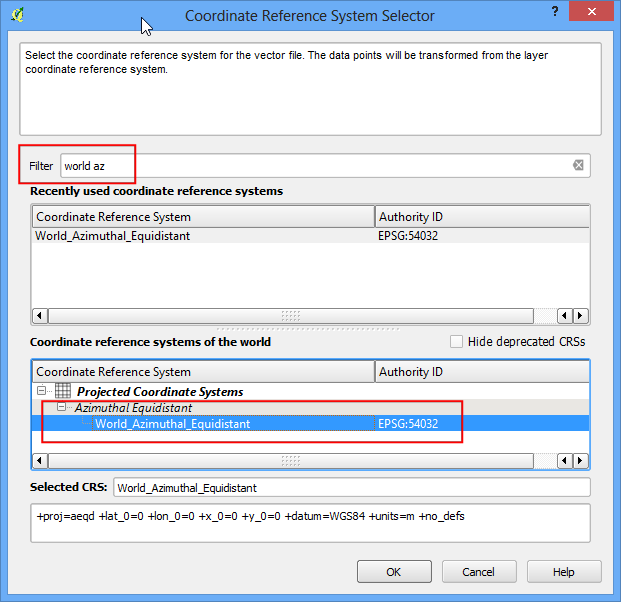 Coordinate Reference System Selector
?
Select the coordinate reference system for the vector file. The data points will be transformed from the layer
coordinate reference system.
Filter world az
Recently used coordinate reference systems
Coordinate Reference System Authority ID
World_Azimuthal_Equidistant EPSG:54032
Coordinate reference systems of the world Hide deprecated CRSs
Coordinate Reference System Authority ID
Projected Coordinate Systems
Azimuthal Equidistant
World_Azimuthal_Equidistant EPSG:54032
Selected CRS: World_Azimuthal_Equidistant
+proj=aeqd +lat_0=0 +lon_0=0 +x_0=0 +y_0=0 +datum=WGS84 +units=m +no_defs
OK Cancel Help